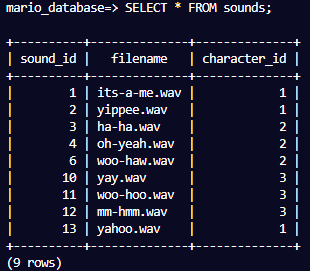 mario_database=> SELECT * FROM sounds;
+----------+--------------+--------------+
| sound_id |   filename   | character_id |
+----------+--------------+--------------+
|        1 | its-a-me.wav |            1 |
|        2 | yippee.wav   |            1 |
|        3 | ha-ha.wav    |            2 |
|        4 | oh-yeah.wav  |            2 |
|        6 | woo-haw.wav  |            2 |
|       10 | yay.wav      |            3 |
|       11 | woo-hoo.wav  |            3 |
|       12 | mm-hmm.wav   |            3 |
|       13 | yahoo.wav    |            1 |
+----------+--------------+--------------+
(9 rows)